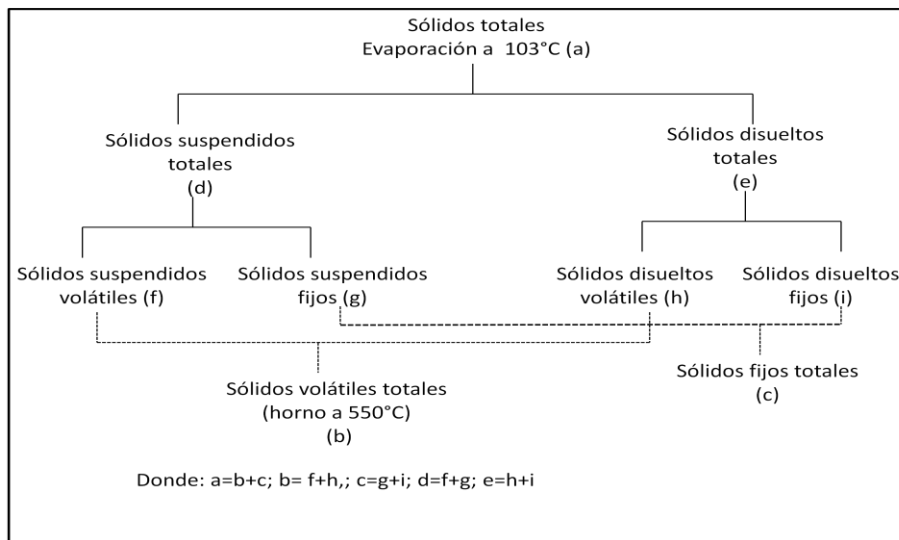 Sólidos totales
Evaporación a 103°C (a)
Sólidos suspendidos
totales
(d)
Sólidos disueltos
totales
(e)
Sólidos suspendidos
volátiles (f)
Sólidos suspendidos
fijos (g)
Sólidos disueltos
volátiles (h)
Sólidos disueltos
fijos (i)
Sólidos volátiles totales
(horno a 550°C)
(b)
Sólidos fijos totales
(c)
Donde: a=b+c; b= f+h,; c=g+i; d=f+g; e=h+i